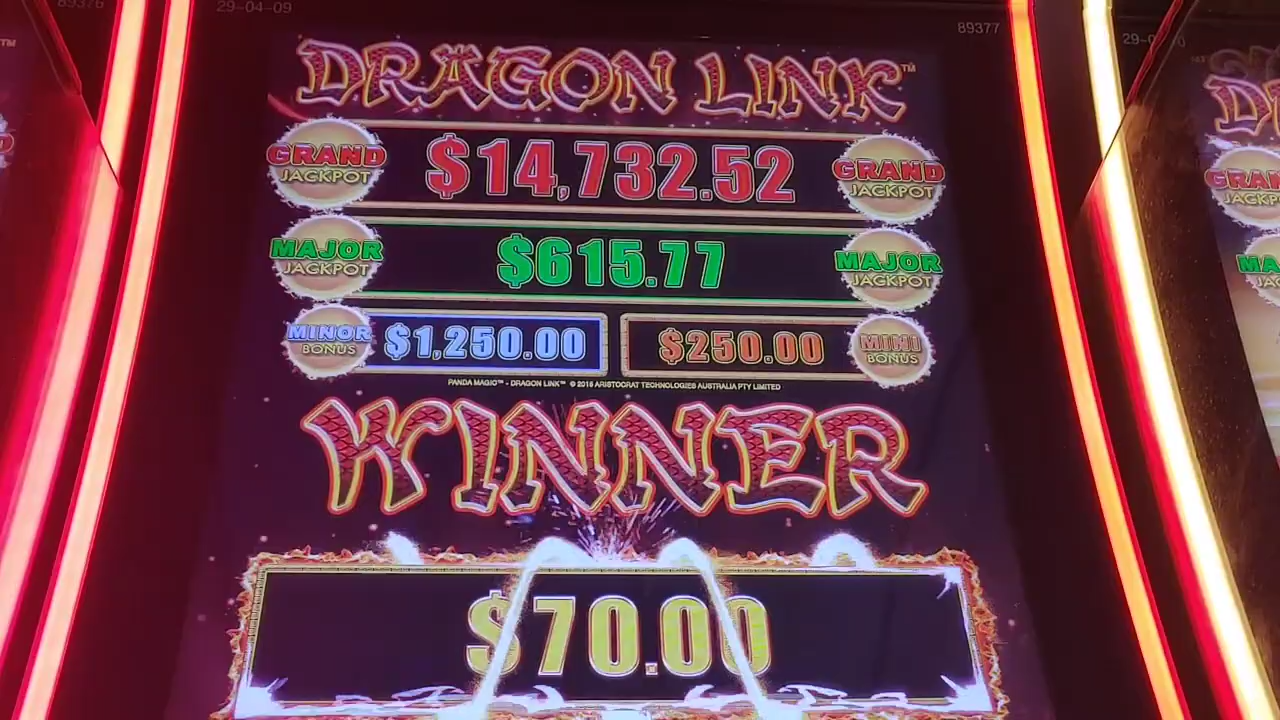 89376
29-04-09
89377
DRAGON LINK™
GRAND JACKPOT
$14,732.52
GRAND JACKPOT
MAJOR JACKPOT
$615.77
MAJOR JACKPOT
MINOR BONUS
$1,250.00
$250.00
MINI BONUS
PANDA MAGIC™ - DRAGON LINK™ © 2016 ARISTOCRAT TECHNOLOGIES AUSTRALIA PTY LIMITED
WINNER
$70.00